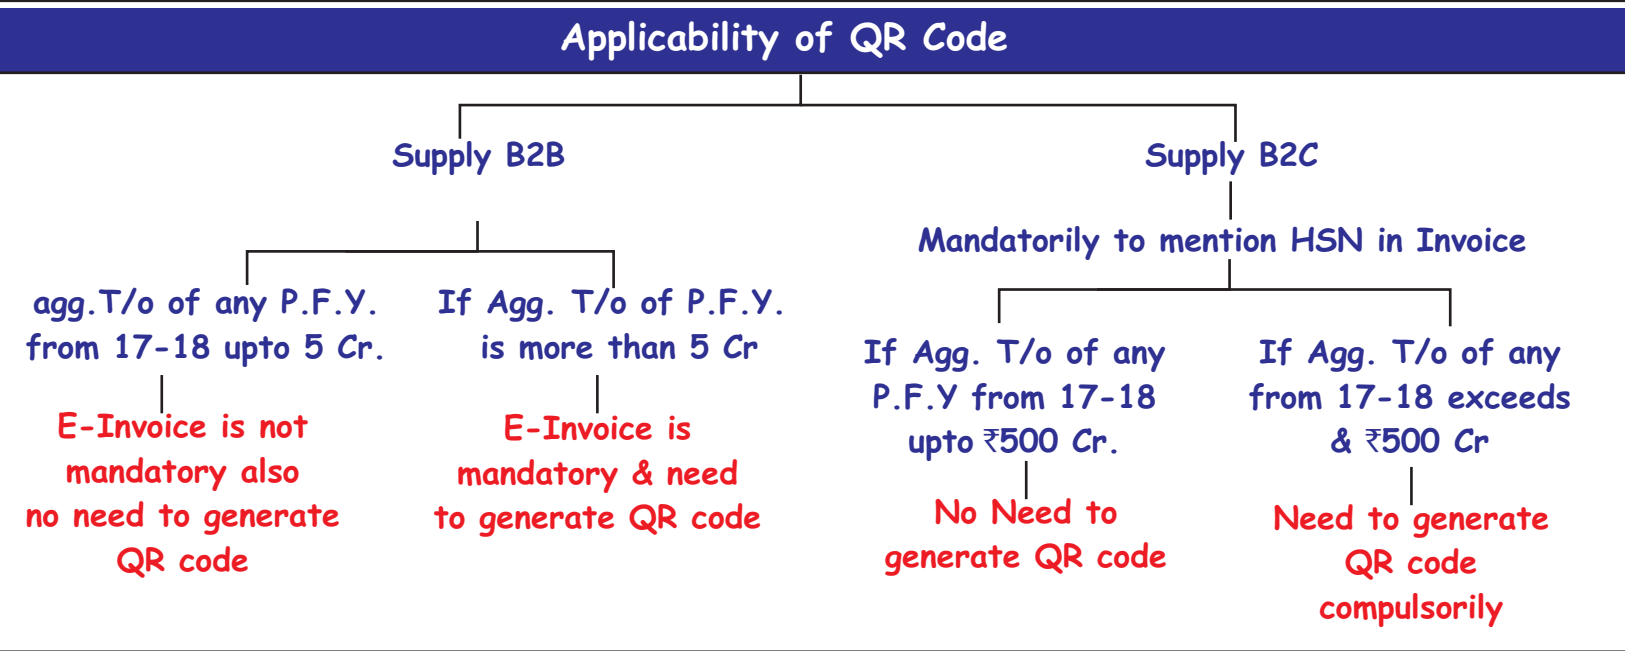 Applicability of QR Code
Supply B2B
agg.T/o of any P.F.Y.
from 17-18 upto 5 Cr.
E-Invoice is not
mandatory also
no need to generate
QR code
If Agg. T/o of P.F.Y.
is more than 5 Cr
E-Invoice is
mandatory & need
to generate QR code
Supply B2C
Mandatorily to mention HSN in Invoice
If Agg. T/o of any
P.F.Y from 17-18
upto ₹500 Cr.
No Need to
generate QR code
If Agg. T/o of any
from 17-18 exceeds
& ₹500 Cr
Need to generate
QR code
compulsorily